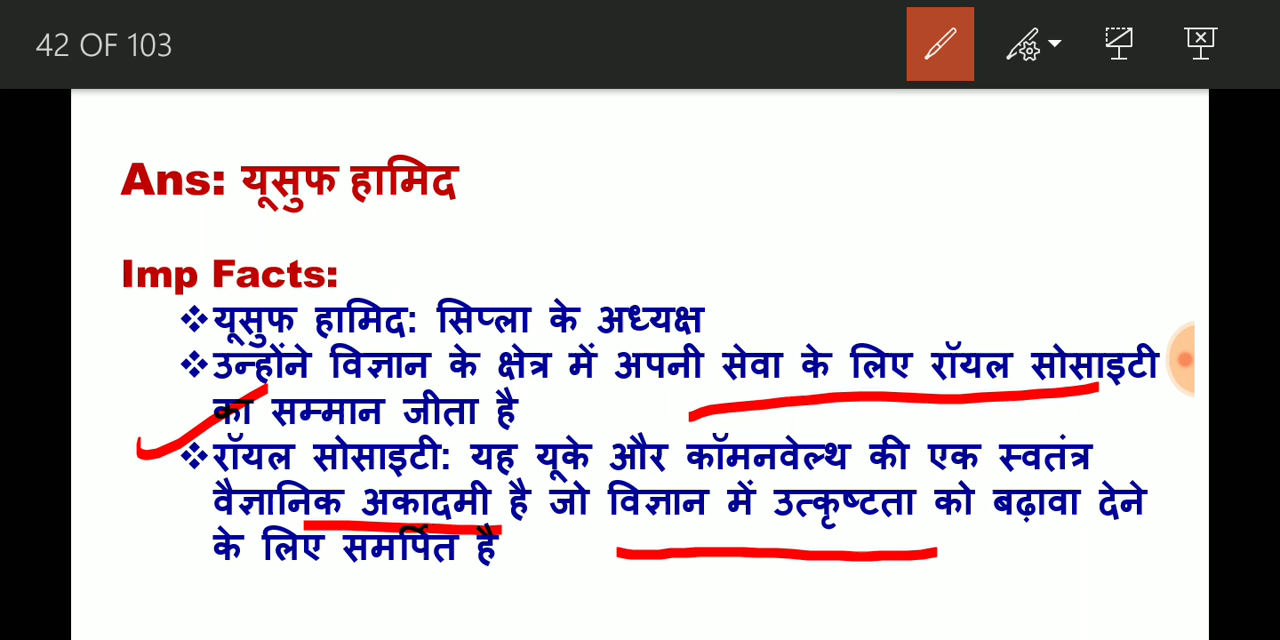 42 OF 103
Ans: यूसुफ हामिद
Imp Facts:
❖यूसुफ हामिद: सिप्ला के अध्यक्ष
❖उन्होंने विज्ञान के क्षेत्र में अपनी सेवा के लिए रॉयल सोसाइटी
का सम्मान जीता है
❖रॉयल सोसाइटी: यह यूके और कॉमनवेल्थ की एक स्वतंत्र
वैज्ञानिक अकादमी है जो विज्ञान में उत्कृष्टता को बढ़ावा देने
के लिए समर्पित है